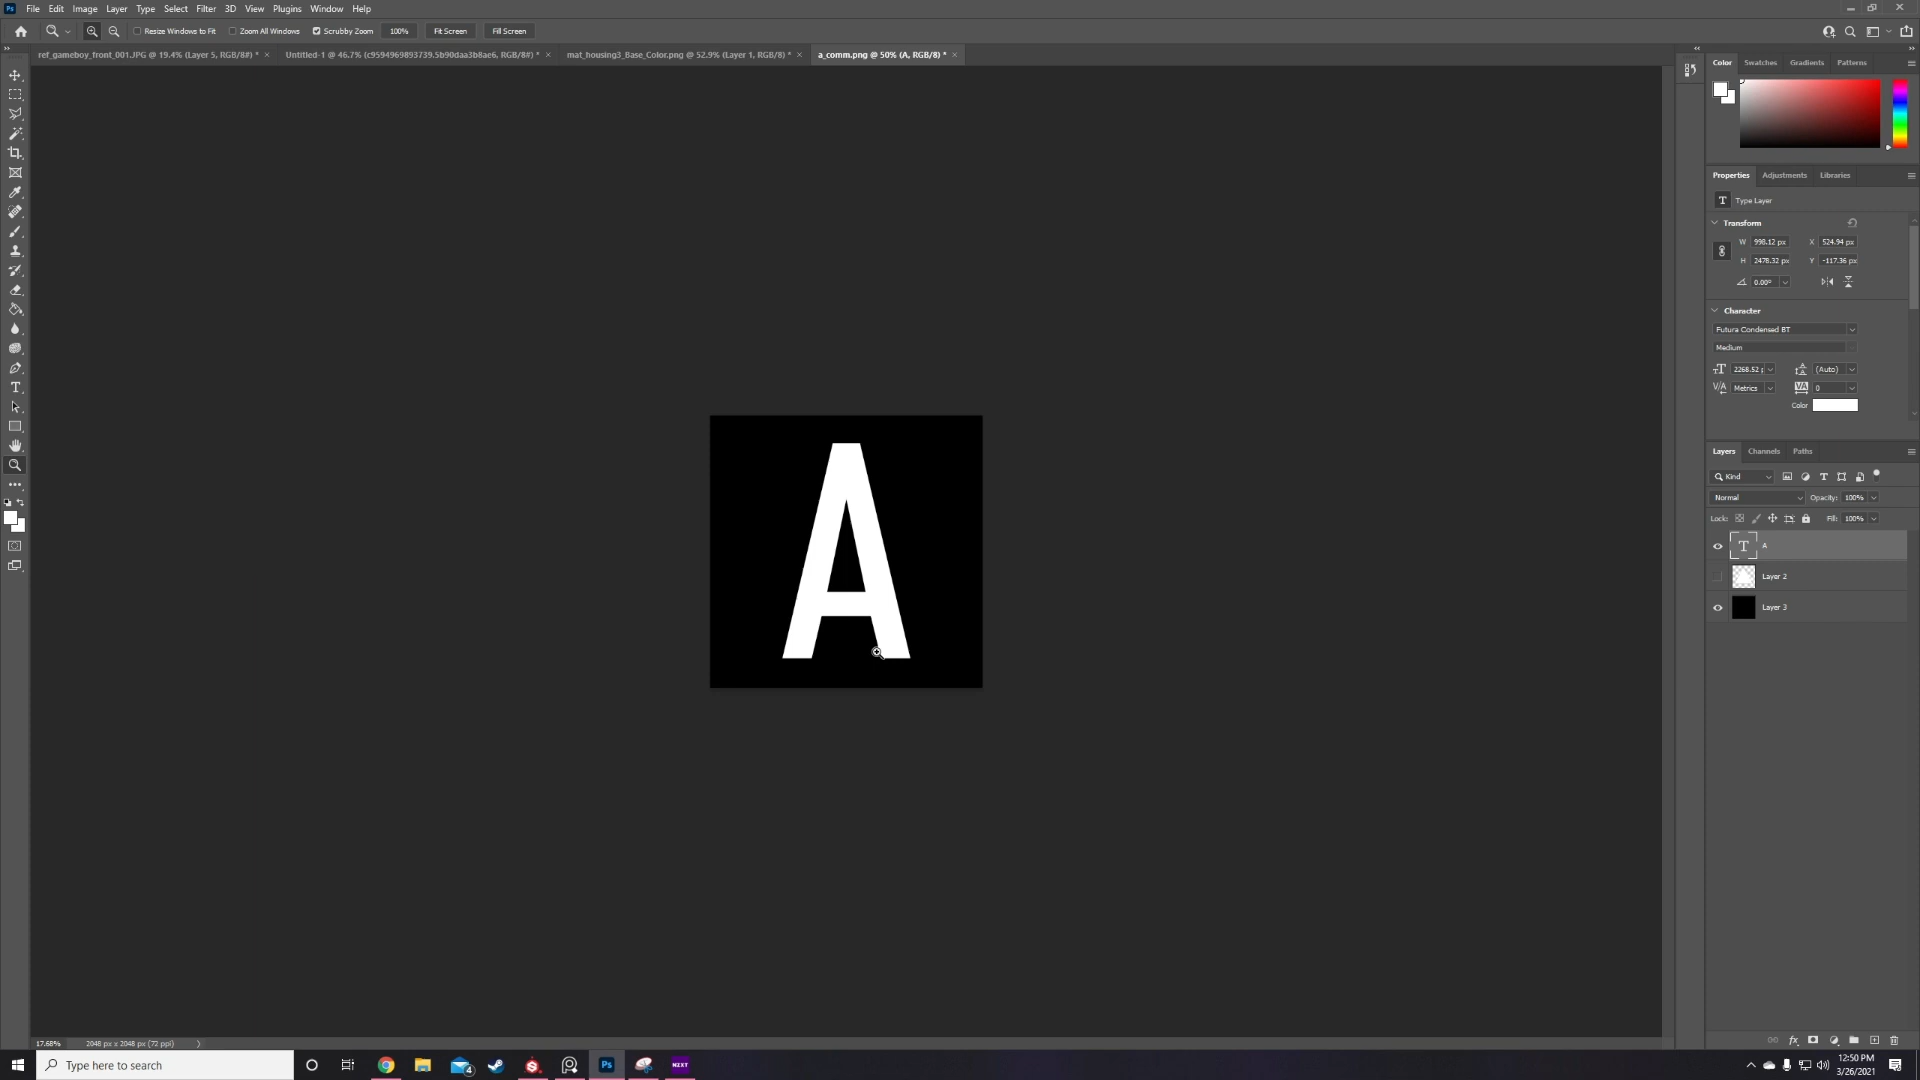 Ps File Edit Image Layer Type Select Filter 3D View Plugins Window Help
Resize Windows to Fit Zoom All Windows Scrubby Zoom 100% Fit Screen Fill Screen
ref_gameboy_front_001.JPG @ 19.4% (Layer 5, RGB/8#) * × Untitled-1 @ 46.7% (c9594969893739.5b90daa3b8ae6, RGB/8#) * × mat_housing3_Base_Color.png @ 52.9% (Layer 1, RGB/8) * × a_comm.png @ 50% (A, RGB/8) * ×
Color Swatches Gradients Patterns
Properties Adjustments Libraries
T Type Layer
Transform
W 998.12 px X 524.94 px
H 2478.32 px Y -117.36 px
0.00°
Character
Futura Condensed BT
Medium
2268.52 (Auto)
Metrics 0
Color
A
Layers Channels Paths
Kind
Normal Opacity: 100%
Lock: Fill: 100%
T A
Layer 2
Layer 3
17.68% 2048 px x 2048 px (72 ppi)
Type here to search 4 Ps NZXT 12:50 PM
3/26/2021